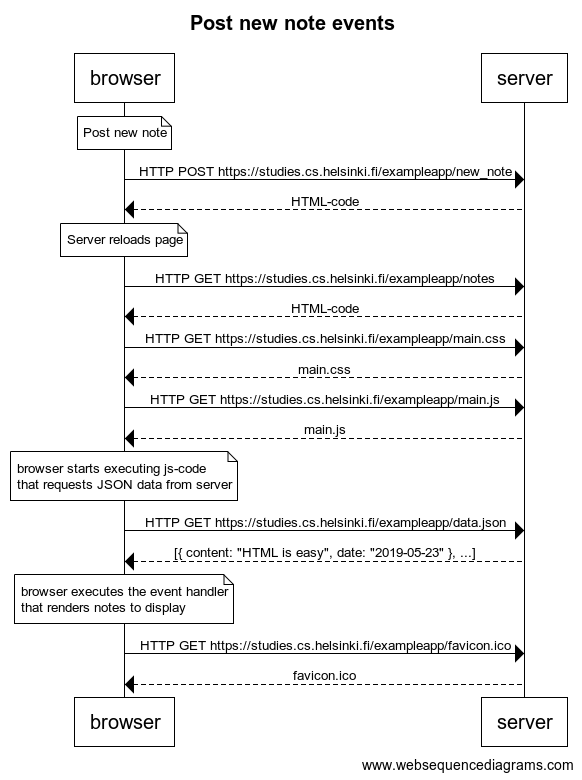 Post new note events
browser
server
Post new note
HTTP POST https://studies.cs.helsinki.fi/exampleapp/new_note
HTML-code
Server reloads page
HTTP GET https://studies.cs.helsinki.fi/exampleapp/notes
HTML-code
HTTP GET https://studies.cs.helsinki.fi/exampleapp/main.css
main.css
HTTP GET https://studies.cs.helsinki.fi/exampleapp/main.js
main.js
browser starts executing js-code
that requests JSON data from server
HTTP GET https://studies.cs.helsinki.fi/exampleapp/data.json
[{ content: "HTML is easy", date: "2019-05-23" }, ...]
browser executes the event handler
that renders notes to display
HTTP GET https://studies.cs.helsinki.fi/exampleapp/favicon.ico
favicon.ico
browser
server
www.websequencediagrams.com